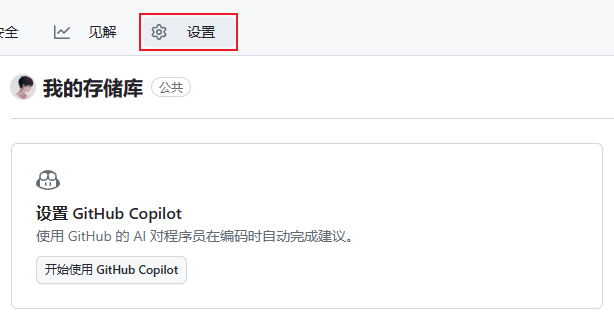 全 见解 设置
我的存储库 公共
设置 GitHub Copilot
使用 GitHub 的 AI 对程序员在编码时自动完成建议。
开始使用 GitHub Copilot